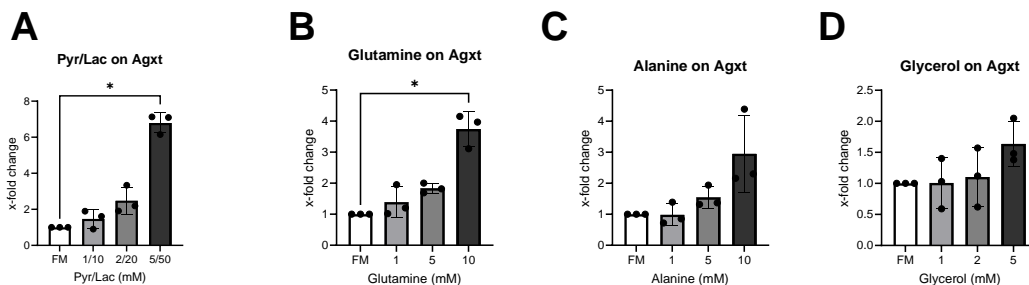 A
Pyr/Lac on Agxt
*
x-fold change
8
6
4
2
0
FM 1/10 2/20 5/50
Pyr/Lac (mM)
B
Glutamine on Agxt
*
x-fold change
5
4
3
2
1
0
FM 1 5 10
Glutamine (mM)
C
Alanine on Agxt
x-fold change
5
4
3
2
1
0
FM 1 5 10
Alanine (mM)
D
Glycerol on Agxt
x-fold change
2.5
2.0
1.5
1.0
0.5
0.0
FM 1 2 5
Glycerol (mM)